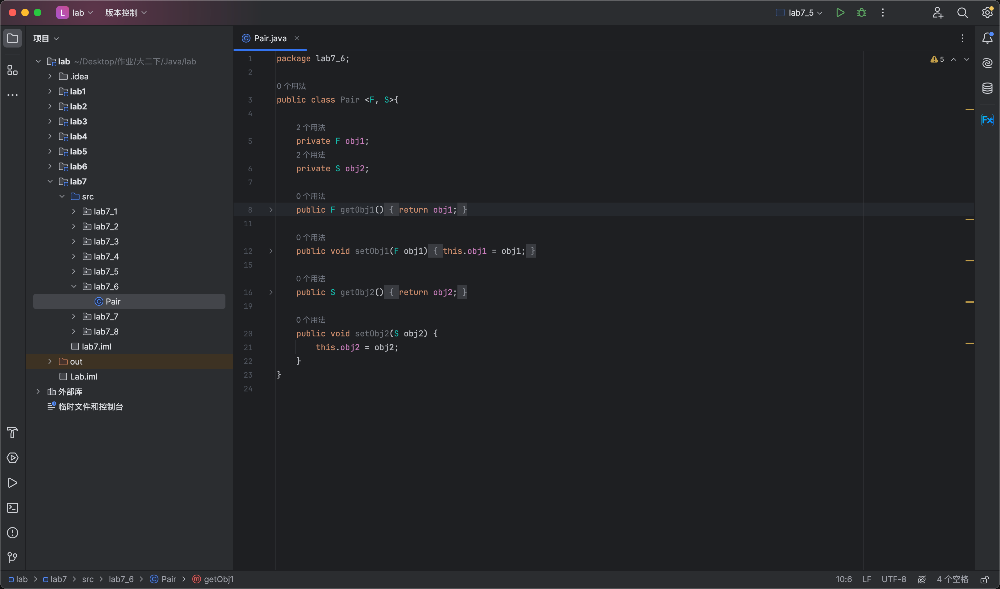 L lab 版本控制 lab7_5
项目
lab ~/Desktop/作业/大二下/Java/lab
.idea
lab1
lab2
lab3
lab4
lab5
lab6
lab7
src
lab7_1
lab7_2
lab7_3
lab7_4
lab7_5
lab7_6
Pair
lab7_7
lab7_8
lab7.iml
out
Lab.iml
外部库
临时文件和控制台
Pair.java
5
1 package lab7_6;
2
0 个用法
3 public class Pair <F, S>{
4
2 个用法
5 private F obj1;
2 个用法
6 private S obj2;
7
0 个用法
8 public F getObj1() { return obj1; }
11
0 个用法
12 public void setObj1(F obj1) { this.obj1 = obj1; }
15
0 个用法
16 public S getObj2() { return obj2; }
19
0 个用法
20 public void setObj2(S obj2) {
21 this.obj2 = obj2;
22 }
23 }
24
Fx
lab lab7 src lab7_6 Pair getObj1
10:6 LF UTF-8 4 个空格